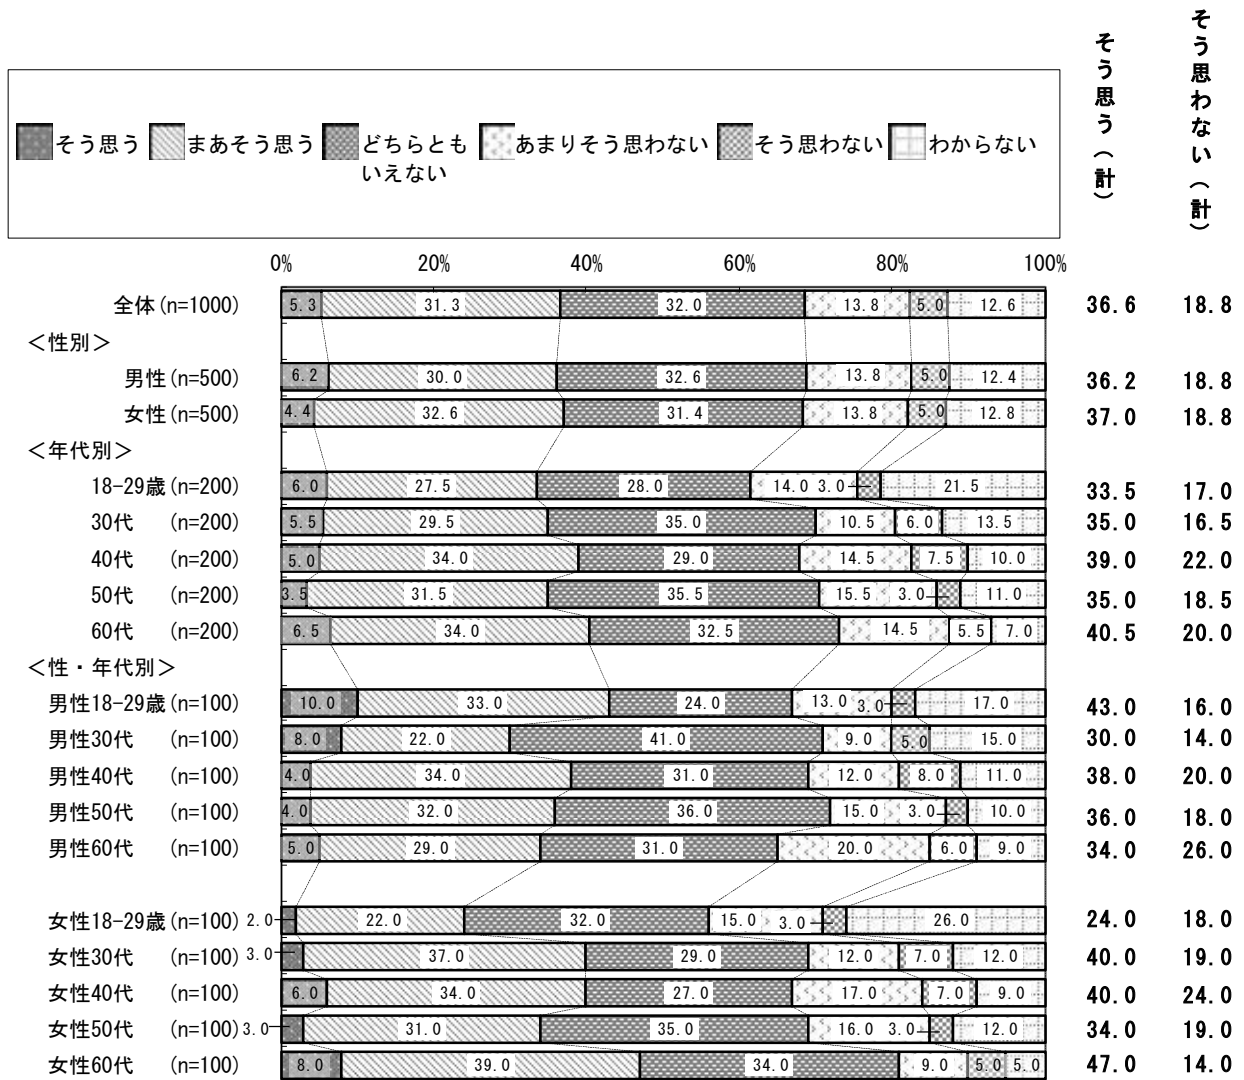 そう思う（計）
そう思わない（計）
そう思う まあそう思う どちらとも あまりそう思わない そう思わない わからない
いえない
0% 20% 40% 60% 80% 100%
全体(n=1000) 5.3 31.3 32.0 13.8 5.0 12.6 36.6 18.8
＜性別＞
男性(n=500) 6.2 30.0 32.6 13.8 5.0 12.4 36.2 18.8
女性(n=500) 4.4 32.6 31.4 13.8 5.0 12.8 37.0 18.8
＜年代別＞
18-29歳(n=200) 6.0 27.5 28.0 14.0 3.0 21.5 33.5 17.0
30代 (n=200) 5.5 29.5 35.0 10.5 6.0 13.5 35.0 16.5
40代 (n=200) 5.0 34.0 29.0 14.5 7.5 10.0 39.0 22.0
50代 (n=200) 3.5 31.5 35.5 15.5 3.0 11.0 35.0 18.5
60代 (n=200) 6.5 34.0 32.5 14.5 5.5 7.0 40.5 20.0
＜性・年代別＞
男性18-29歳(n=100) 10.0 33.0 24.0 13.0 3.0 17.0 43.0 16.0
男性30代 (n=100) 8.0 22.0 41.0 9.0 5.0 15.0 30.0 14.0
男性40代 (n=100) 4.0 34.0 31.0 12.0 8.0 11.0 38.0 20.0
男性50代 (n=100) 4.0 32.0 36.0 15.0 3.0 10.0 36.0 18.0
男性60代 (n=100) 5.0 29.0 31.0 20.0 6.0 9.0 34.0 26.0
女性18-29歳(n=100) 2.0 22.0 32.0 15.0 3.0 26.0 24.0 18.0
女性30代 (n=100) 3.0 37.0 29.0 12.0 7.0 12.0 40.0 19.0
女性40代 (n=100) 6.0 34.0 27.0 17.0 7.0 9.0 40.0 24.0
女性50代 (n=100) 3.0 31.0 35.0 16.0 3.0 12.0 34.0 19.0
女性60代 (n=100) 8.0 39.0 34.0 9.0 5.0 5.0 47.0 14.0